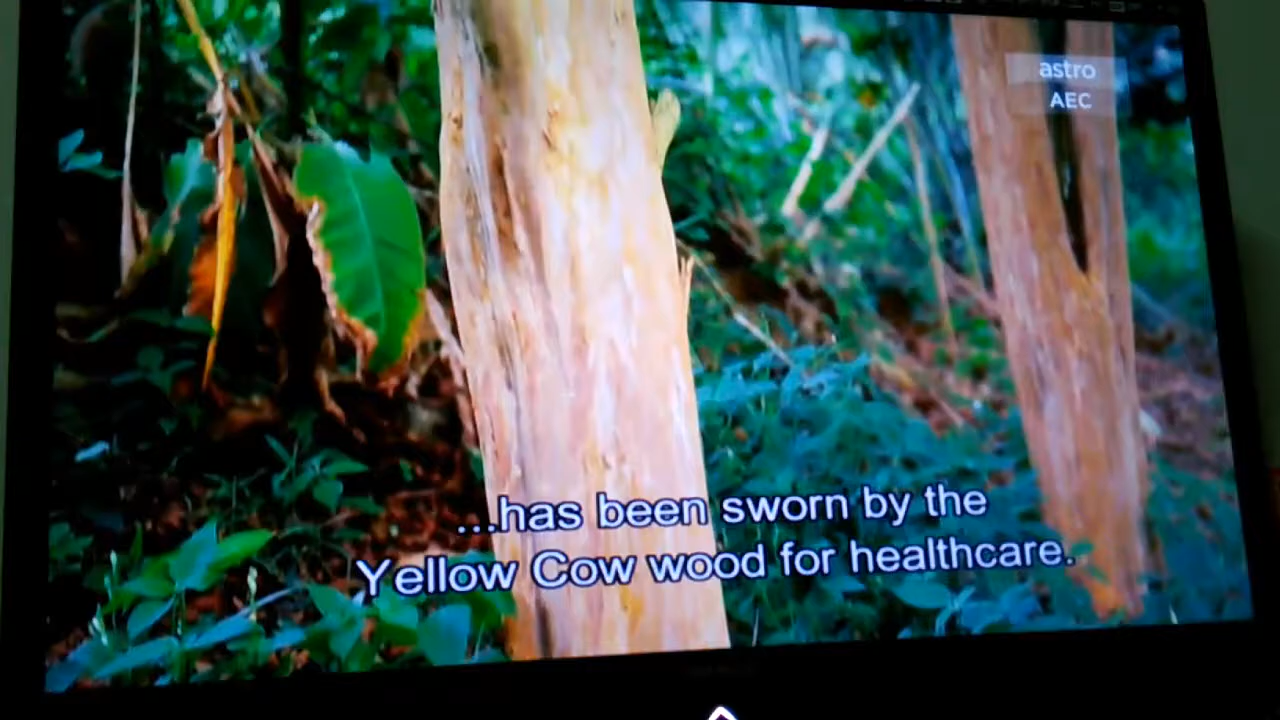 astro
AEC
...has been sworn by the
Yellow Cow wood for healthcare.